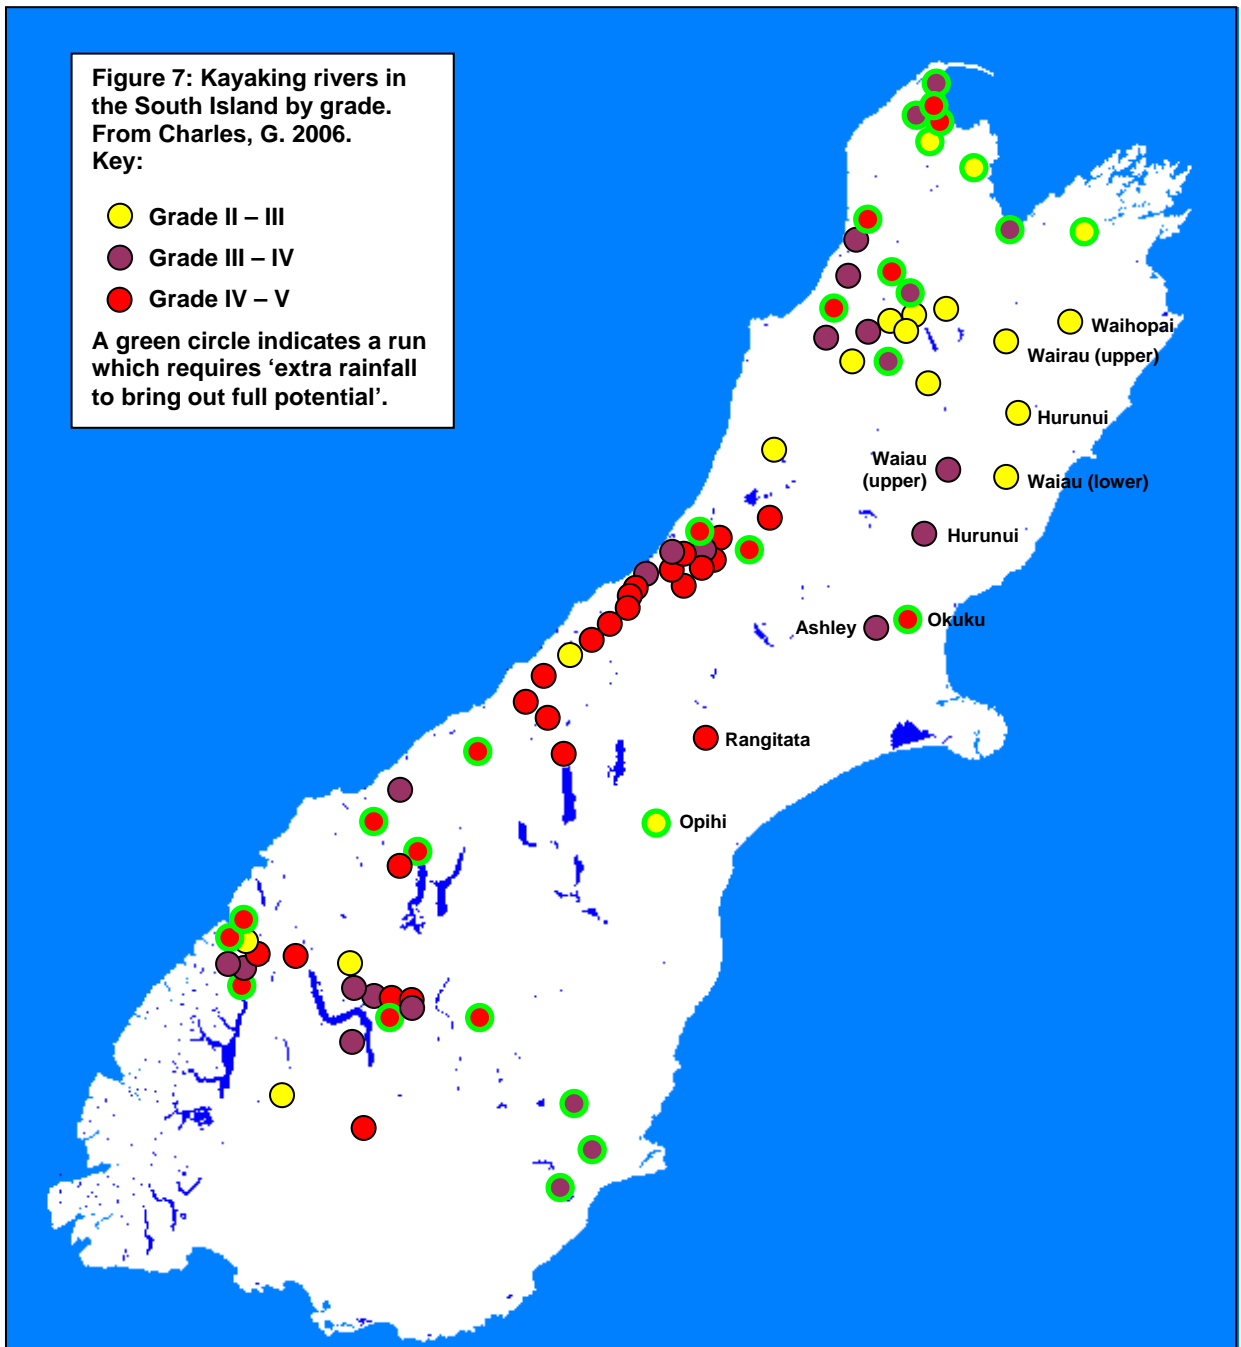 Figure 7: Kayaking rivers in
the South Island by grade.
From Charles, G. 2006.
Key:
Grade II – III
Grade III – IV
Grade IV – V
A green circle indicates a run
which requires ‘extra rainfall
to bring out full potential’.
Waihopai
Wairau (upper)
Hurunui
Waiau
(upper)
Waiau (lower)
Hurunui
Ashley
Okuku
Rangitata
Opihi